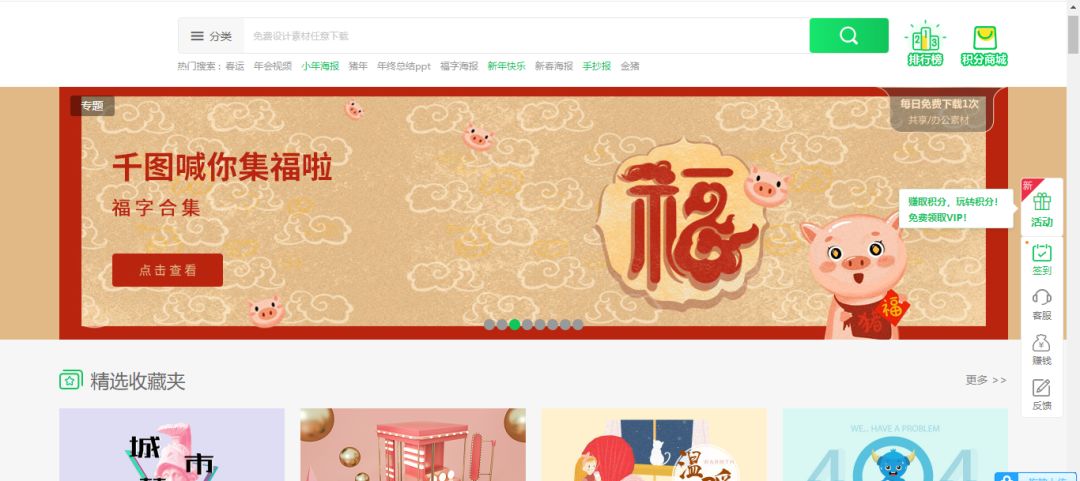 分类
免费设计素材任意下载
排行榜
积分商城
热门搜索：春运 年会视频 小年海报 猪年 年终总结ppt 福字海报 新年快乐 新春海报 手抄报 金猪
专题
每日免费下载1次
共享/办公素材
千图喊你集福啦
福字合集
点击查看
福
福
猪
新
赚取积分，玩转积分！
免费领取VIP！
活动
签到
客服
赚钱
反馈
精选收藏夹
更多 >>
城
市
温暖
WARMTH
WE... HAVE A PROBLEM
4 4